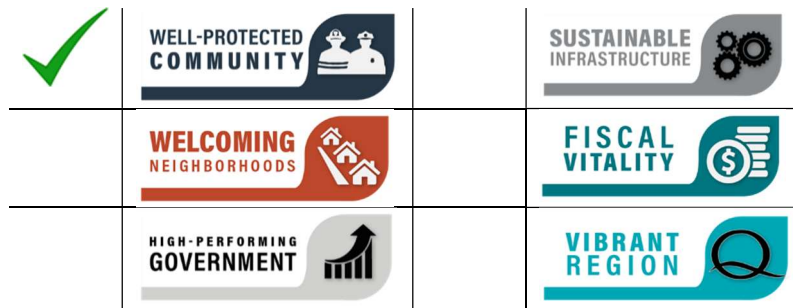 WELL-PROTECTED
COMMUNITY
SUSTAINABLE
INFRASTRUCTURE
WELCOMING
NEIGHBORHOODS
$
FISCAL
VITALITY
HIGH-PERFORMING
GOVERNMENT
VIBRANT
REGION
Q